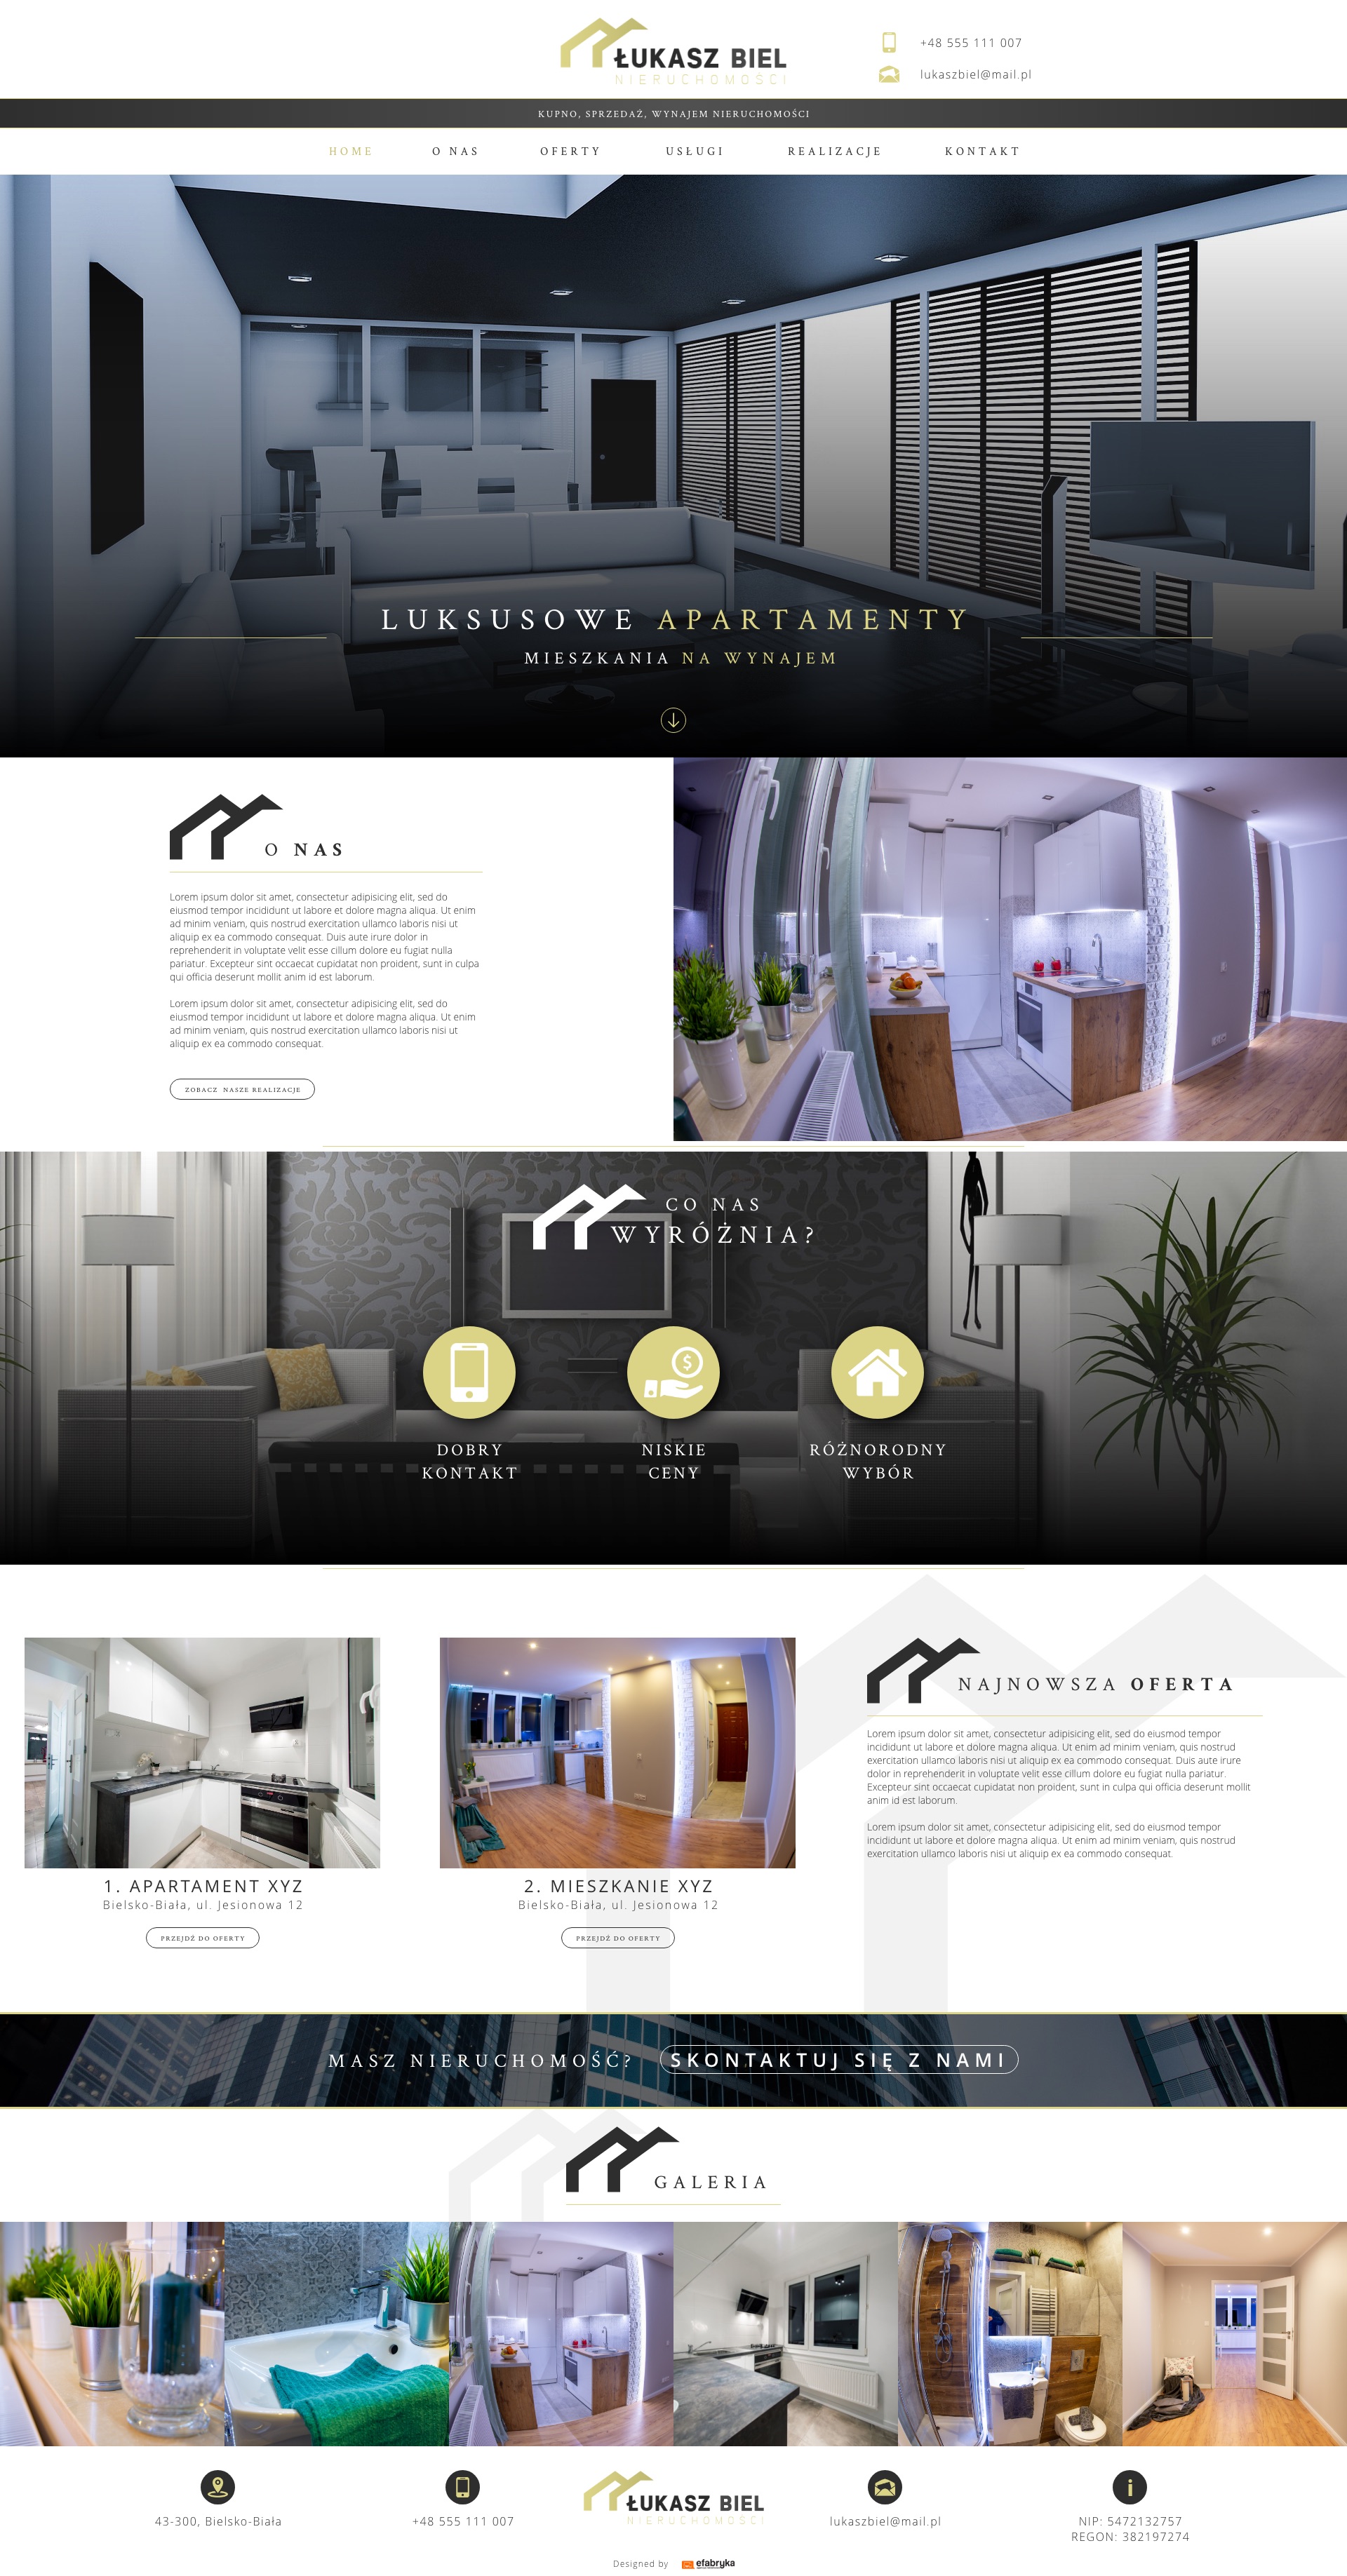 ŁUKASZ BIEL
NIERUCHOMOŚCI
+48 555 111 007
lukaszbiel@mail.pl
KUPNO, SPRZEDAŻ, WYNAJEM NIERUCHOMOŚCI
HOME O NAS OFERTY USŁUGI REALIZACJE KONTAKT
LUKSUSOWE APARTAMENTY
MIESZKANIA NA WYNAJEM
O NAS
Lorem ipsum dolor sit amet, consectetur adipisicing elit, sed do
eiusmod tempor incididunt ut labore et dolore magna aliqua. Ut enim
ad minim veniam, quis nostrud exercitation ullamco laboris nisi ut
aliquip ex ea commodo consequat. Duis aute irure dolor in
reprehenderit in voluptate velit esse cillum dolore eu fugiat nulla
pariatur. Excepteur sint occaecat cupidatat non proident, sunt in culpa
qui officia deserunt mollit anim id est laborum.
Lorem ipsum dolor sit amet, consectetur adipisicing elit, sed do
eiusmod tempor incididunt ut labore et dolore magna aliqua. Ut enim
ad minim veniam, quis nostrud exercitation ullamco laboris nisi ut
aliquip ex ea commodo consequat.
ZOBACZ NASZE REALIZACJE
CO NAS
WYRÓŻNIA?
DOBRY
KONTAKT
NISKIE
CENY
RÓŻNORODNY
WYBÓR
1. APARTAMENT XYZ
Bielsko-Biała, ul. Jesionowa 12
PRZEJDŹ DO OFERTY
2. MIESZKANIE XYZ
Bielsko-Biała, ul. Jesionowa 12
PRZEJDŹ DO OFERTY
NAJNOWSZA OFERTA
Lorem ipsum dolor sit amet, consectetur adipisicing elit, sed do eiusmod tempor
incididunt ut labore et dolore magna aliqua. Ut enim ad minim veniam, quis nostrud
exercitation ullamco laboris nisi ut aliquip ex ea commodo consequat. Duis aute irure
dolor in reprehenderit in voluptate velit esse cillum dolore eu fugiat nulla pariatur.
Excepteur sint occaecat cupidatat non proident, sunt in culpa qui officia deserunt mollit
anim id est laborum.
Lorem ipsum dolor sit amet, consectetur adipisicing elit, sed do eiusmod tempor
incididunt ut labore et dolore magna aliqua. Ut enim ad minim veniam, quis nostrud
exercitation ullamco laboris nisi ut aliquip ex ea commodo consequat.
MASZ NIERUCHOMOŚĆ? SKONTAKTUJ SIĘ Z NAMI
GALERIA
43-300, Bielsko-Biała
+48 555 111 007
ŁUKASZ BIEL
NIERUCHOMOŚCI
lukaszbiel@mail.pl
NIP: 5472132757
REGON: 382197274
Designed by efabryka